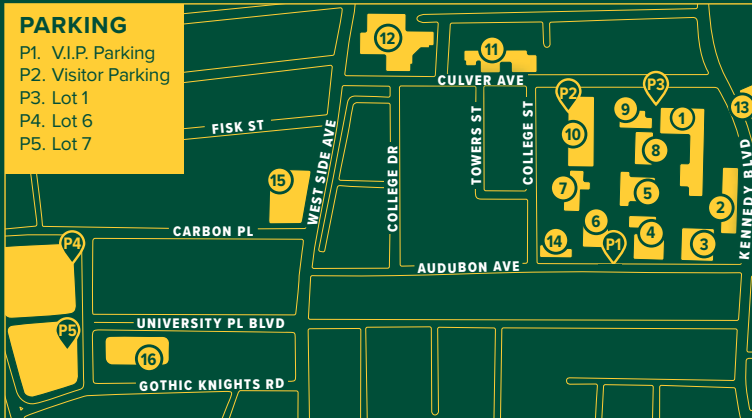 PARKING
P1. V.I.P. Parking
P2. Visitor Parking
P3. Lot 1
P4. Lot 6
P5. Lot 7
12
11
CULVER AVE
P2
P3
13
9
1
10
8
FISK ST
WEST SIDE AVE
COLLEGE DR
TOWERS ST
COLLEGE ST
KENNEDY BLVD
15
7
5
2
6
CARBON PL
P4
14
P1
4
3
AUDUBON AVE
UNIVERSITY PL BLVD
P5
16
GOTHIC KNIGHTS RD